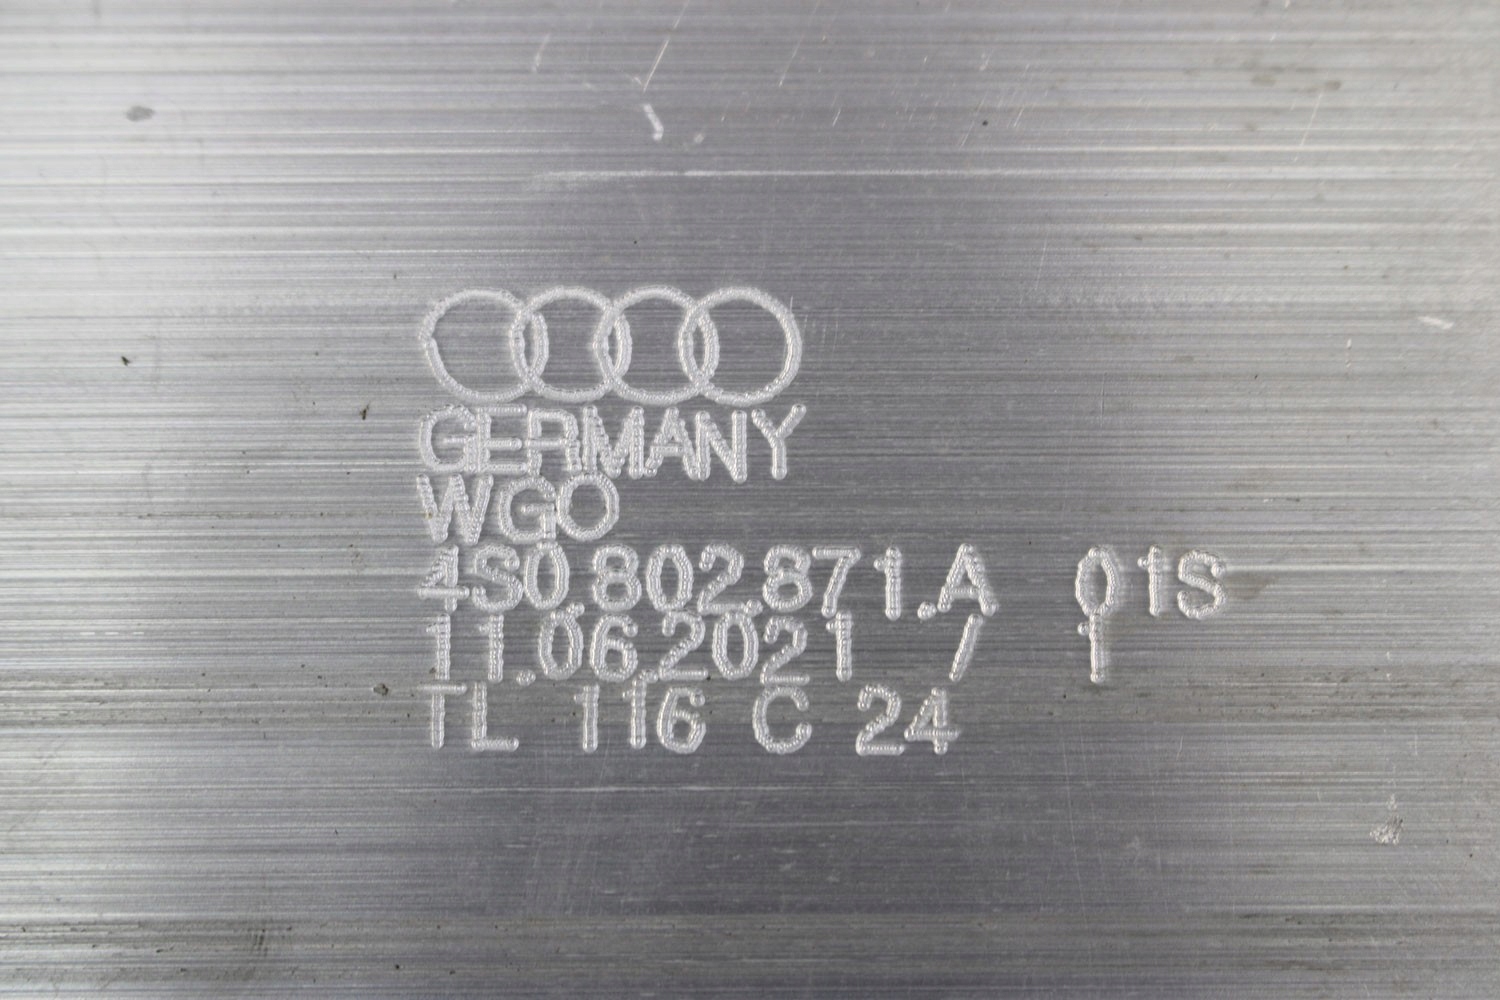 GERMANY
WGO
4S0.802.871.A 01S
11.06.2021 / 1
TL 116 C 24